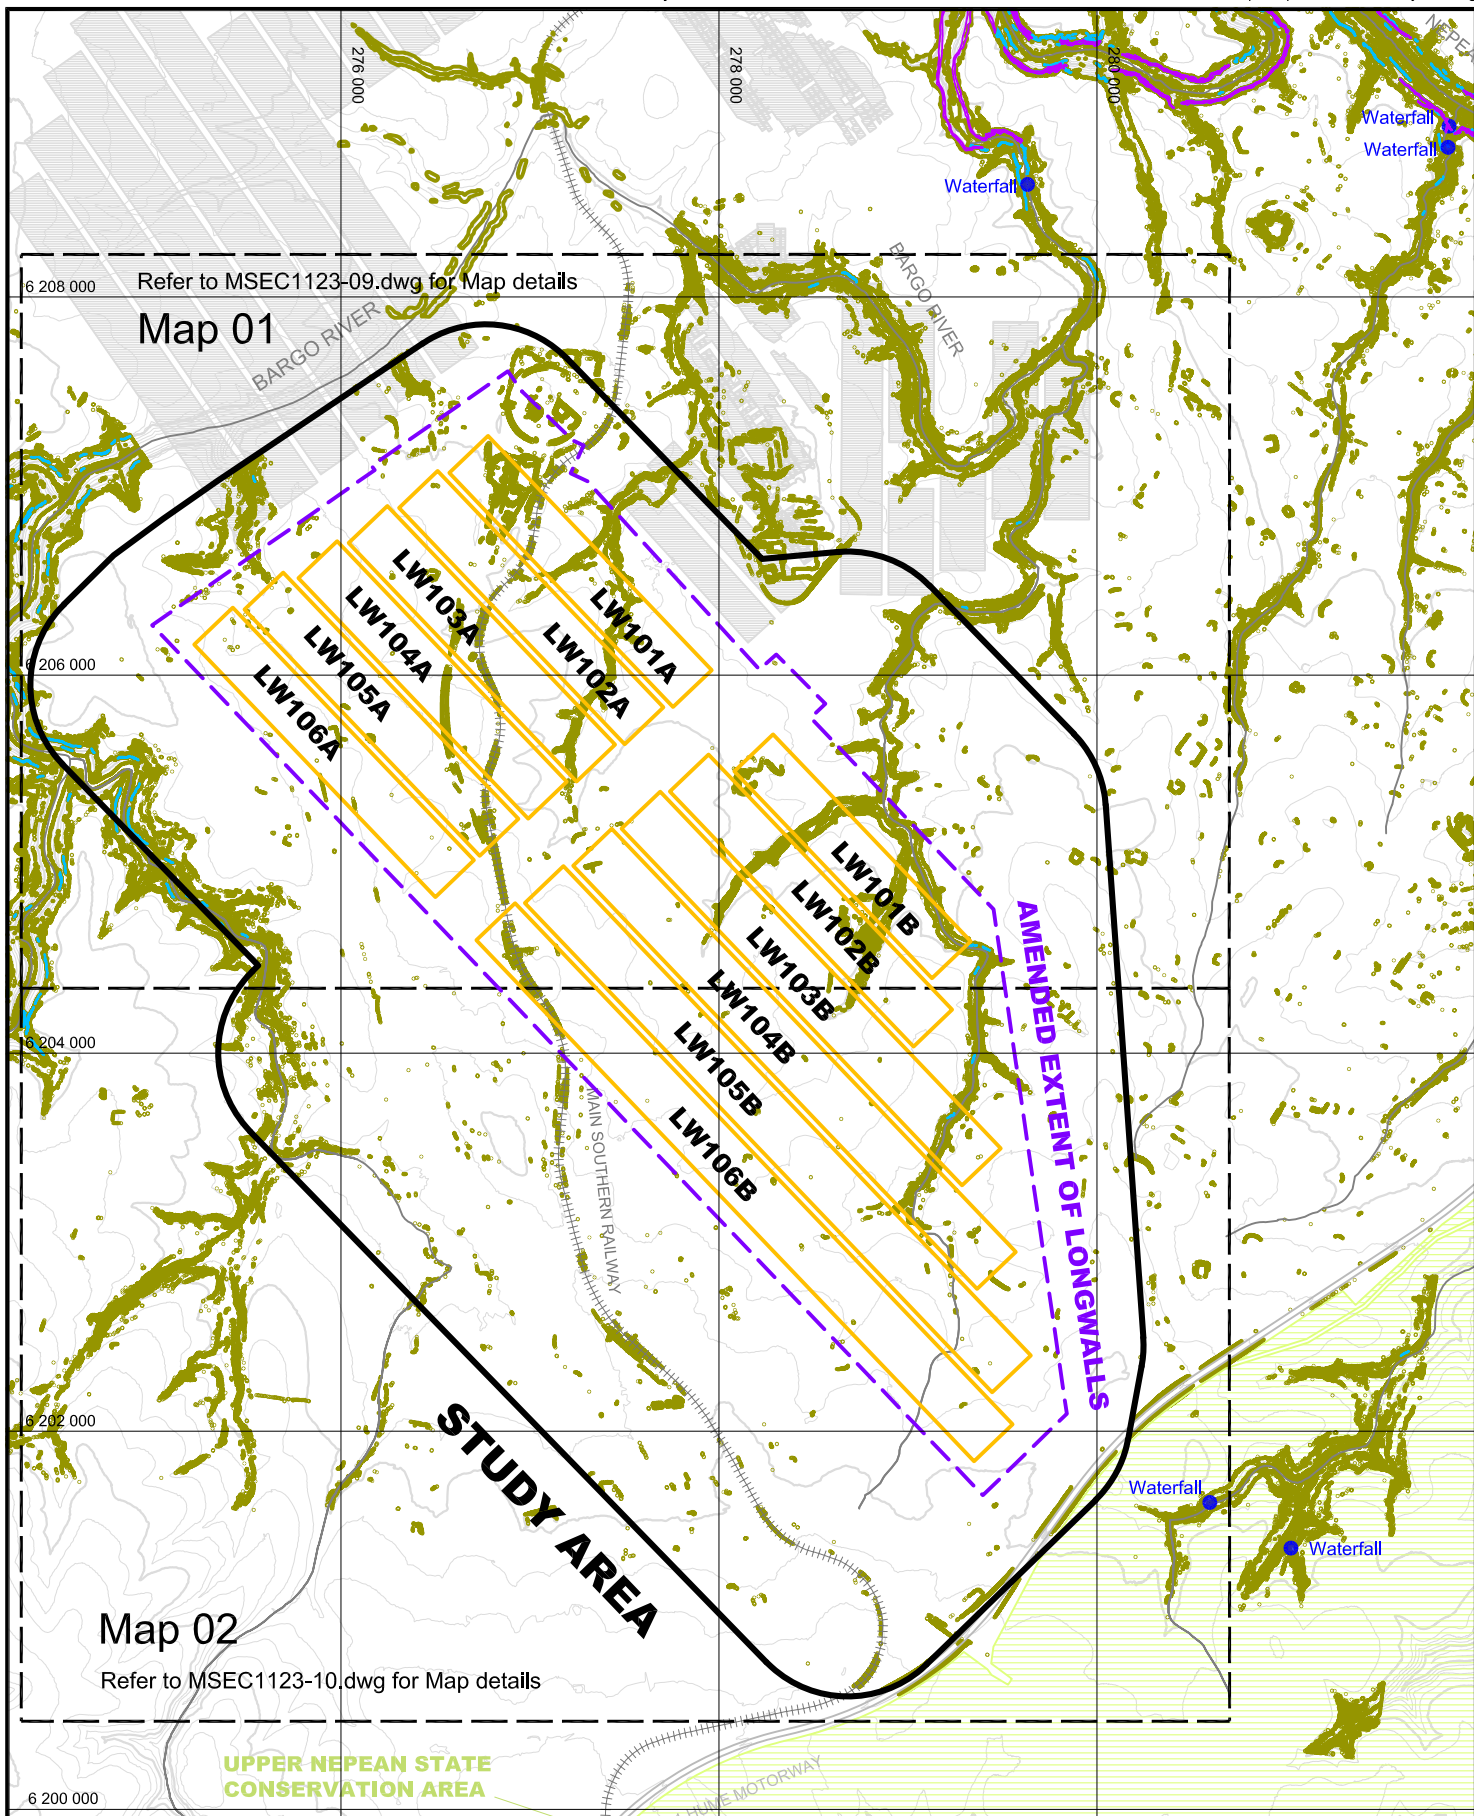 276 000
278 000
280 000
Waterfall
Waterfall
Waterfall
Refer to MSEC1123-09.dwg for Map details
6 208 000
Map 01
BARGO RIVER
BARGO RIVER
LW101A
LW102A
LW103A
LW104A
LW105A
LW106A
6 206 000
LW101B
LW102B
LW103B
LW104B
LW105B
LW106B
AMENDED EXTENT OF LONGWALLS
6 204 000
MAIN SOUTHERN RAILWAY
6 202 000
STUDY AREA
Waterfall
Waterfall
Map 02
Refer to MSEC1123-10.dwg for Map details
UPPER NEPEAN STATE
CONSERVATION AREA
HUME MOTORWAY
6 200 000